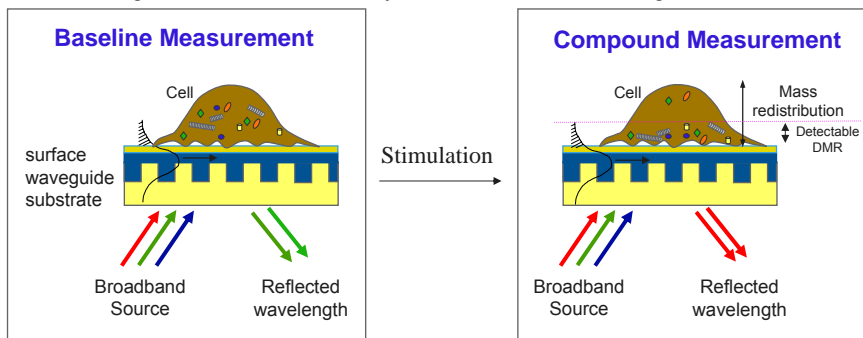 Baseline Measurement
Cell
surface
waveguide
substrate
Broadband
Source
Reflected
wavelength
Stimulation
Compound Measurement
Cell
Mass
redistribution
Detectable
DMR
Broadband
Source
Reflected
wavelength